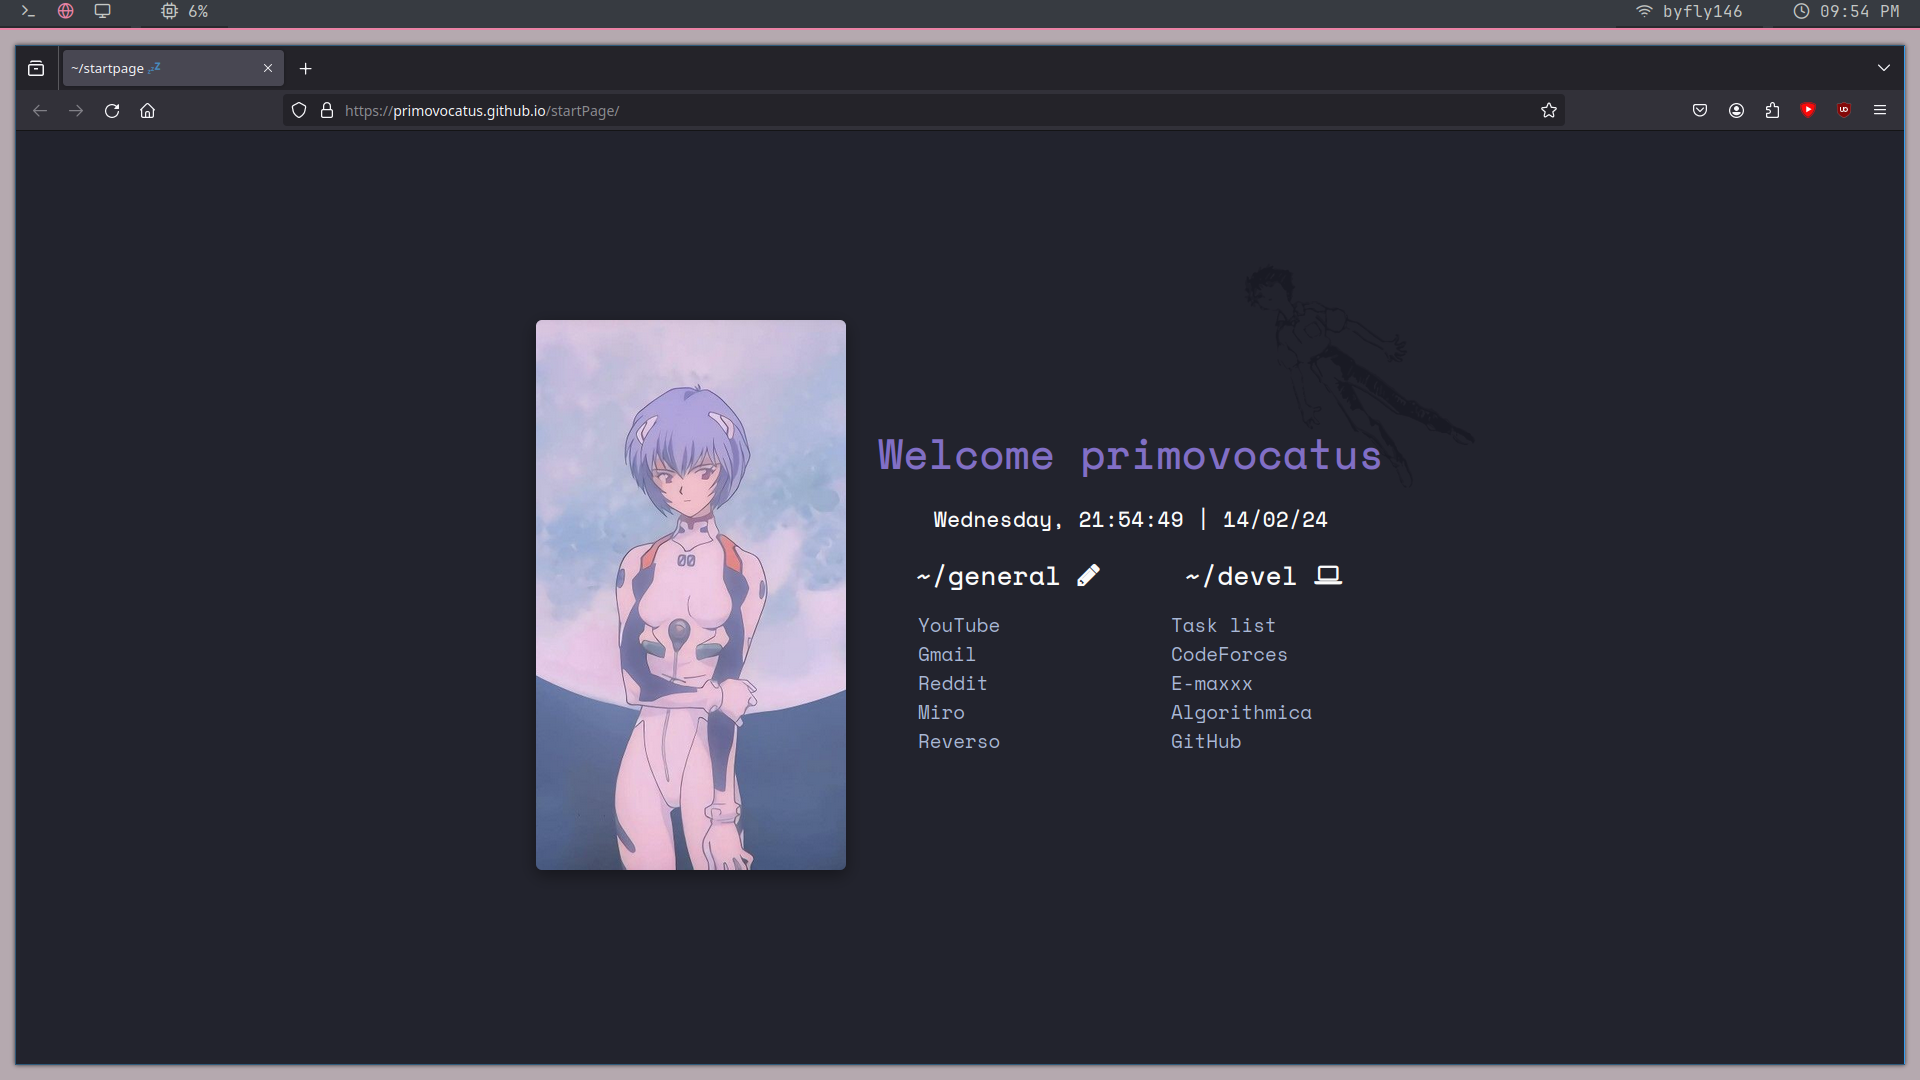 6%
byfly146
09:54 PM
~/startpage 💤
https://primovocatus.github.io/startPage/
00
Welcome primovocatus
Wednesday, 21:54:49 | 14/02/24
~/general
YouTube
Gmail
Reddit
Miro
Reverso
~/devel
Task list
CodeForces
E-maxxx
Algorithmica
GitHub